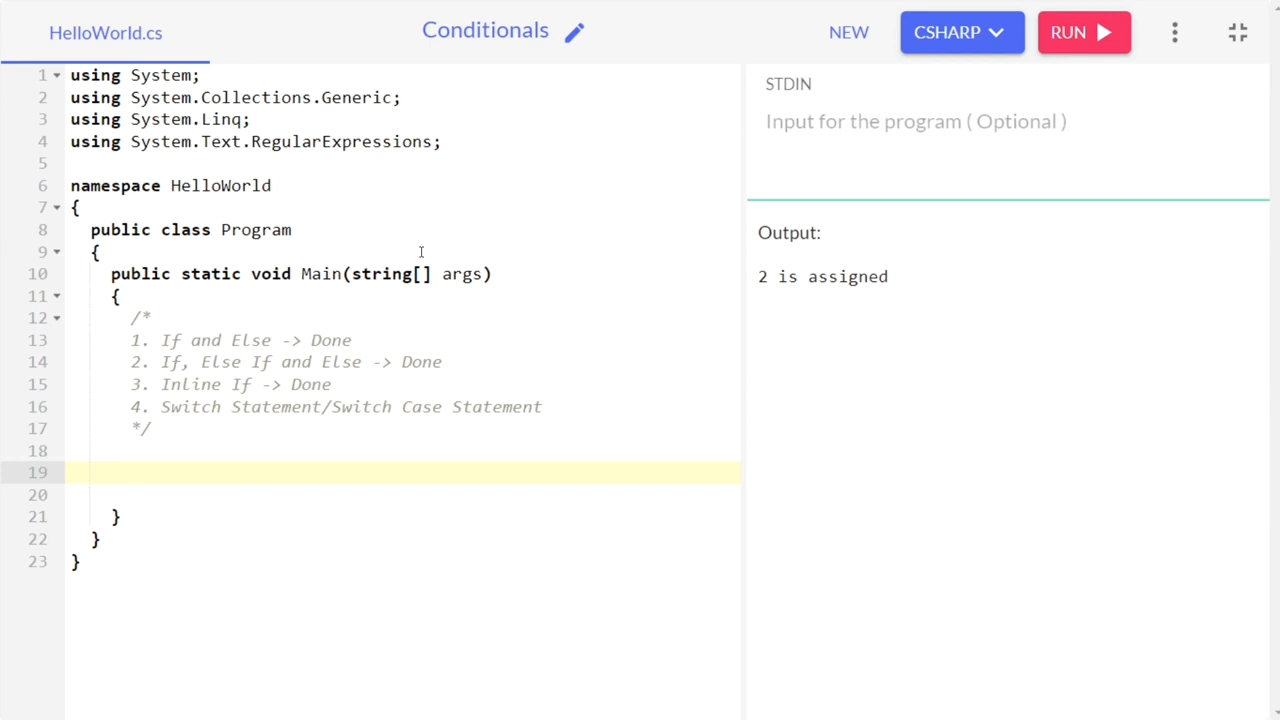 HelloWorld.cs
Conditionals
NEW
CSHARP
RUN
1 using System;
2 using System.Collections.Generic;
3 using System.Linq;
4 using System.Text.RegularExpressions;
5
6 namespace HelloWorld
7 {
8 public class Program
9 {
10 public static void Main(string[] args)
11 {
12 /*
13 1. If and Else -> Done
14 2. If, Else If and Else -> Done
15 3. Inline If -> Done
16 4. Switch Statement/Switch Case Statement
17 */
18
19
20
21 }
22 }
23 }
STDIN
Input for the program ( Optional )
Output:
2 is assigned